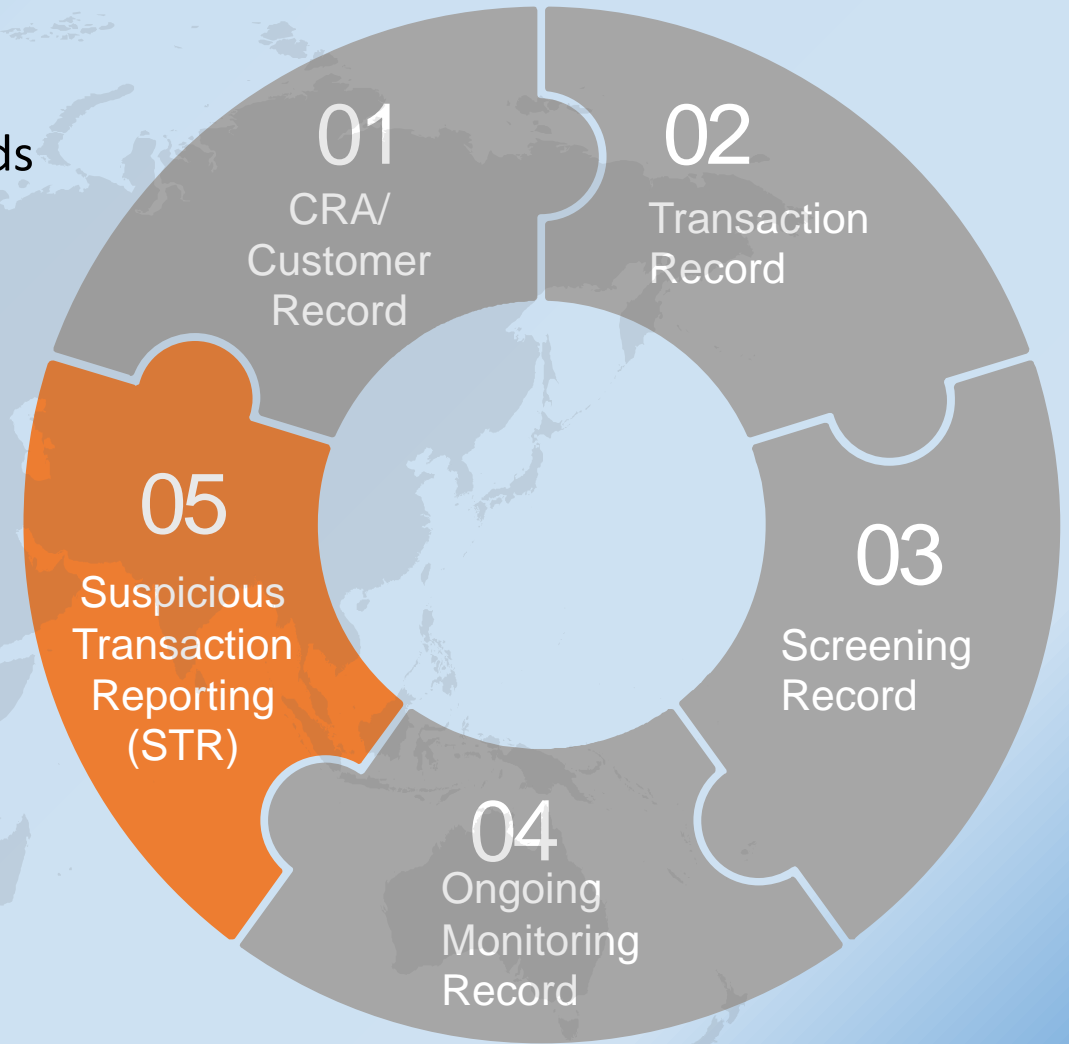 01
CRA/
Customer
Record
02
Transaction
Record
03
Screening
Record
04
Ongoing
Monitoring
Record
05
Suspicious
Transaction
Reporting
(STR)